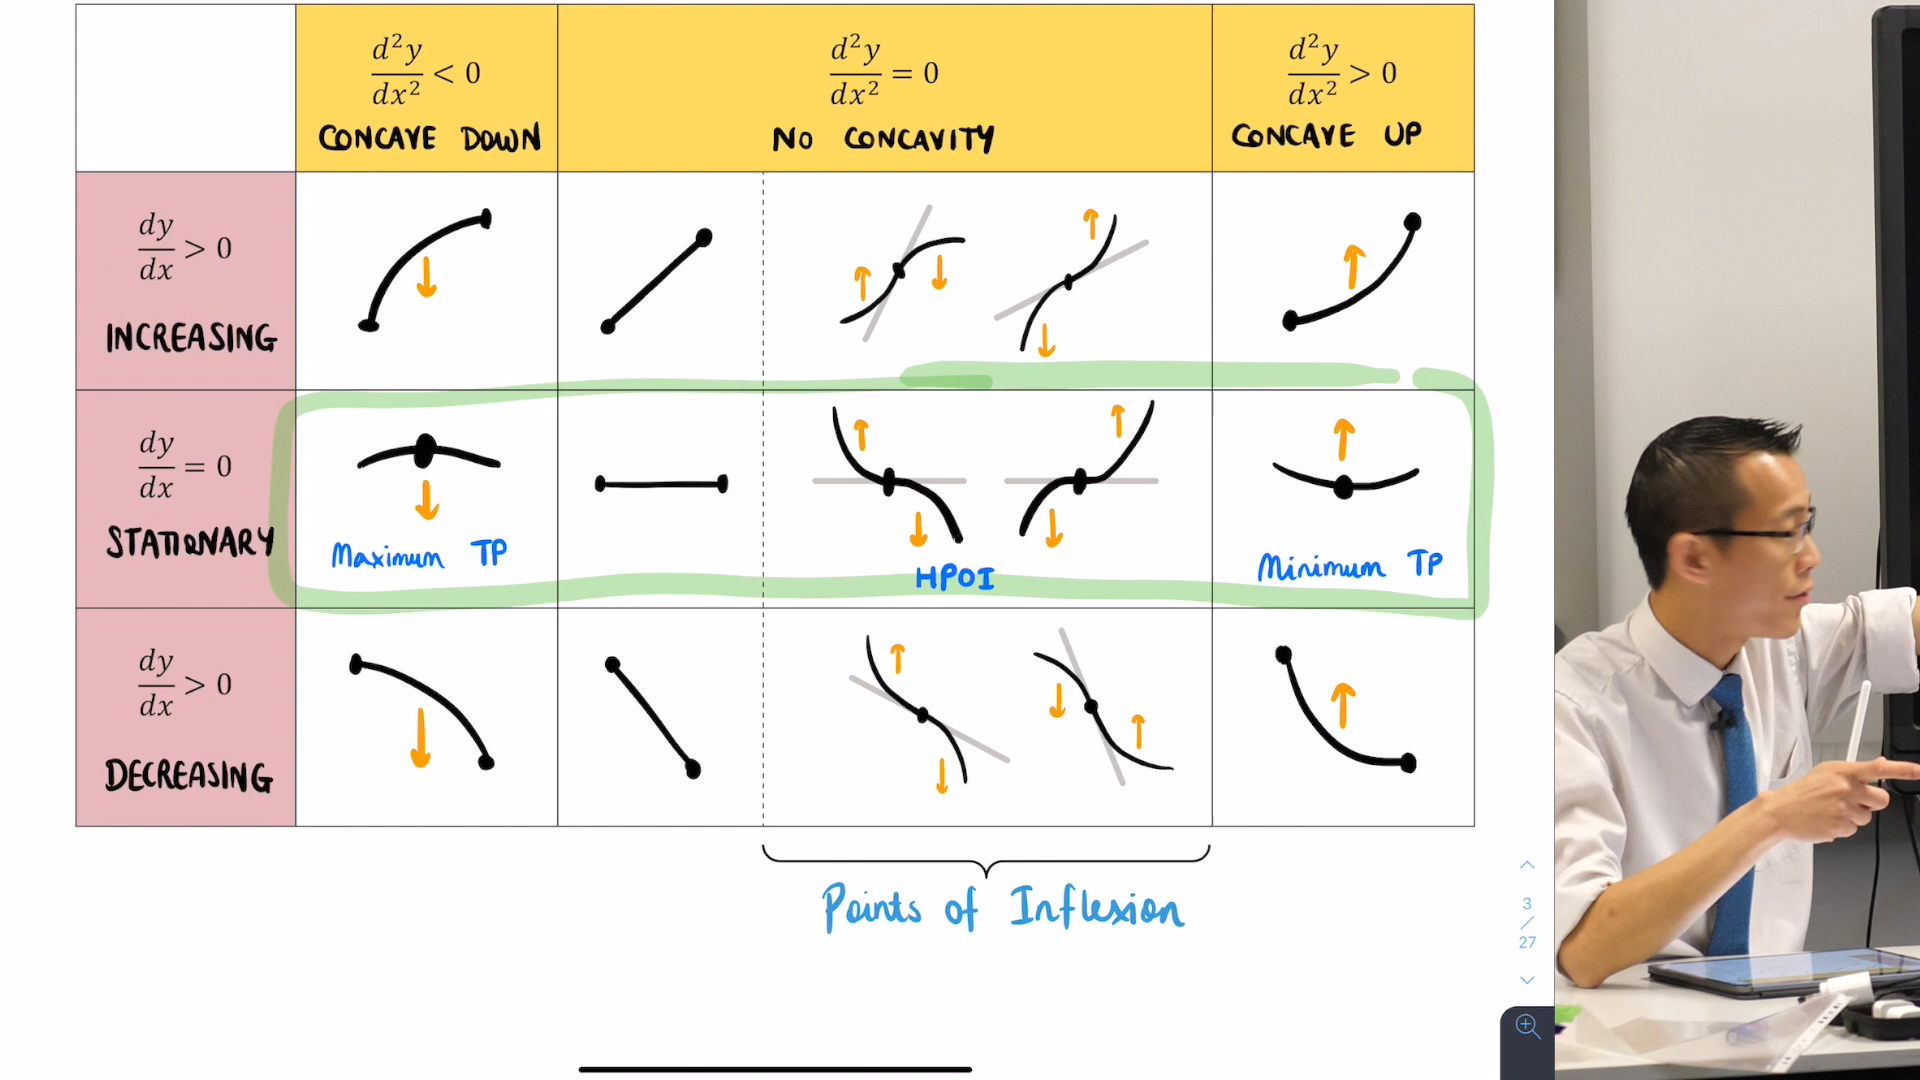 d²y/dx² < 0
CONCAVE DOWN
d²y/dx² = 0
NO CONCAVITY
d²y/dx² > 0
CONCAVE UP
dy/dx > 0
INCREASING
dy/dx = 0
STATIONARY
Maximum TP
HPOI
Minimum TP
dy/dx > 0
DECREASING
Points of Inflexion
3
/
27